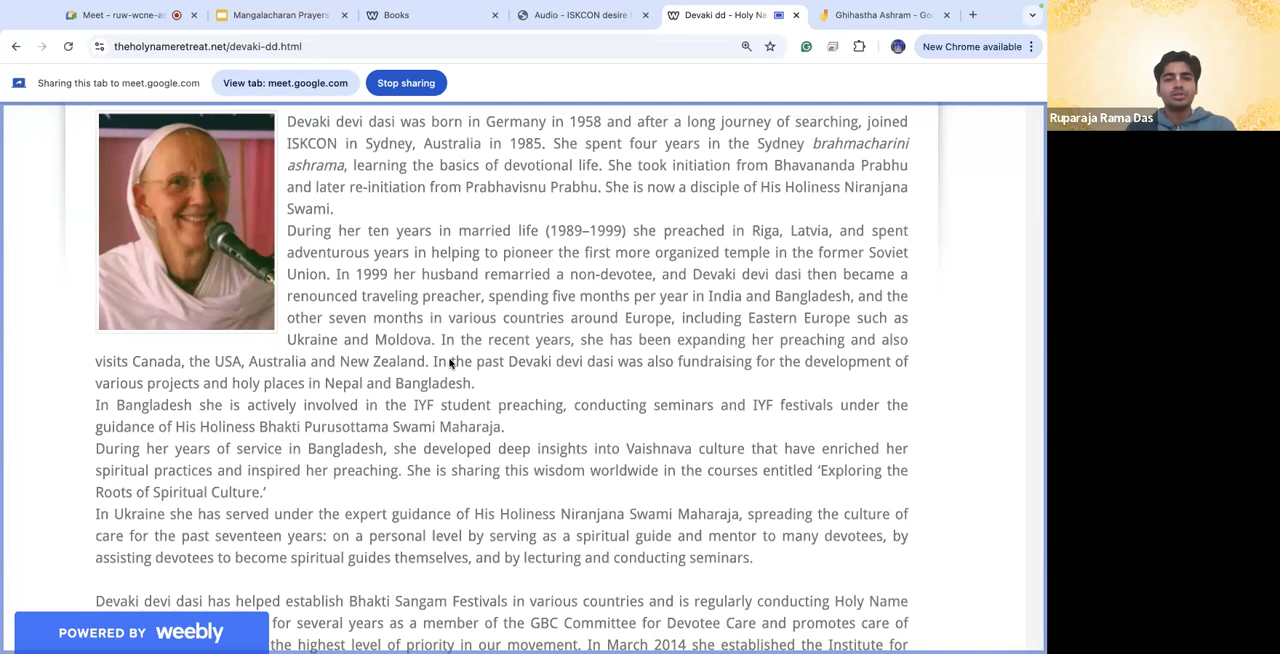 Meet - ruw-wcne-a
Mangalacharan Prayers
Books
Audio - ISKCON desire t
Devaki dd - Holy Na
Ghihastha Ashram - Go
theholynameretreat.net/devaki-dd.html
New Chrome available
Sharing this tab to meet.google.com
View tab: meet.google.com
Stop sharing
Ruparaja Rama Das
Devaki devi dasi was born in Germany in 1958 and after a long journey of searching, joined
ISKCON in Sydney, Australia in 1985. She spent four years in the Sydney brahmacharini
ashrama, learning the basics of devotional life. She took initiation from Bhavananda Prabhu
and later re-initiation from Prabhavisnu Prabhu. She is now a disciple of His Holiness Niranjana
Swami.
During her ten years in married life (1989–1999) she preached in Riga, Latvia, and spent
adventurous years in helping to pioneer the first more organized temple in the former Soviet
Union. In 1999 her husband remarried a non-devotee, and Devaki devi dasi then became a
renounced traveling preacher, spending five months per year in India and Bangladesh, and the
other seven months in various countries around Europe, including Eastern Europe such as
Ukraine and Moldova. In the recent years, she has been expanding her preaching and also
visits Canada, the USA, Australia and New Zealand. In the past Devaki devi dasi was also fundraising for the development of
various projects and holy places in Nepal and Bangladesh.
In Bangladesh she is actively involved in the IYF student preaching, conducting seminars and IYF festivals under the
guidance of His Holiness Bhakti Purusottama Swami Maharaja.
During her years of service in Bangladesh, she developed deep insights into Vaishnava culture that have enriched her
spiritual practices and inspired her preaching. She is sharing this wisdom worldwide in the courses entitled ‘Exploring the
Roots of Spiritual Culture.’
In Ukraine she has served under the expert guidance of His Holiness Niranjana Swami Maharaja, spreading the culture of
care for the past seventeen years: on a personal level by serving as a spiritual guide and mentor to many devotees, by
assisting devotees to become spiritual guides themselves, and by lecturing and conducting seminars.
Devaki devi dasi has helped establish Bhakti Sangam Festivals in various countries and is regularly conducting Holy Name
for several years as a member of the GBC Committee for Devotee Care and promotes care of
the highest level of priority in our movement. In March 2014 she established the Institute for
POWERED BY weebly